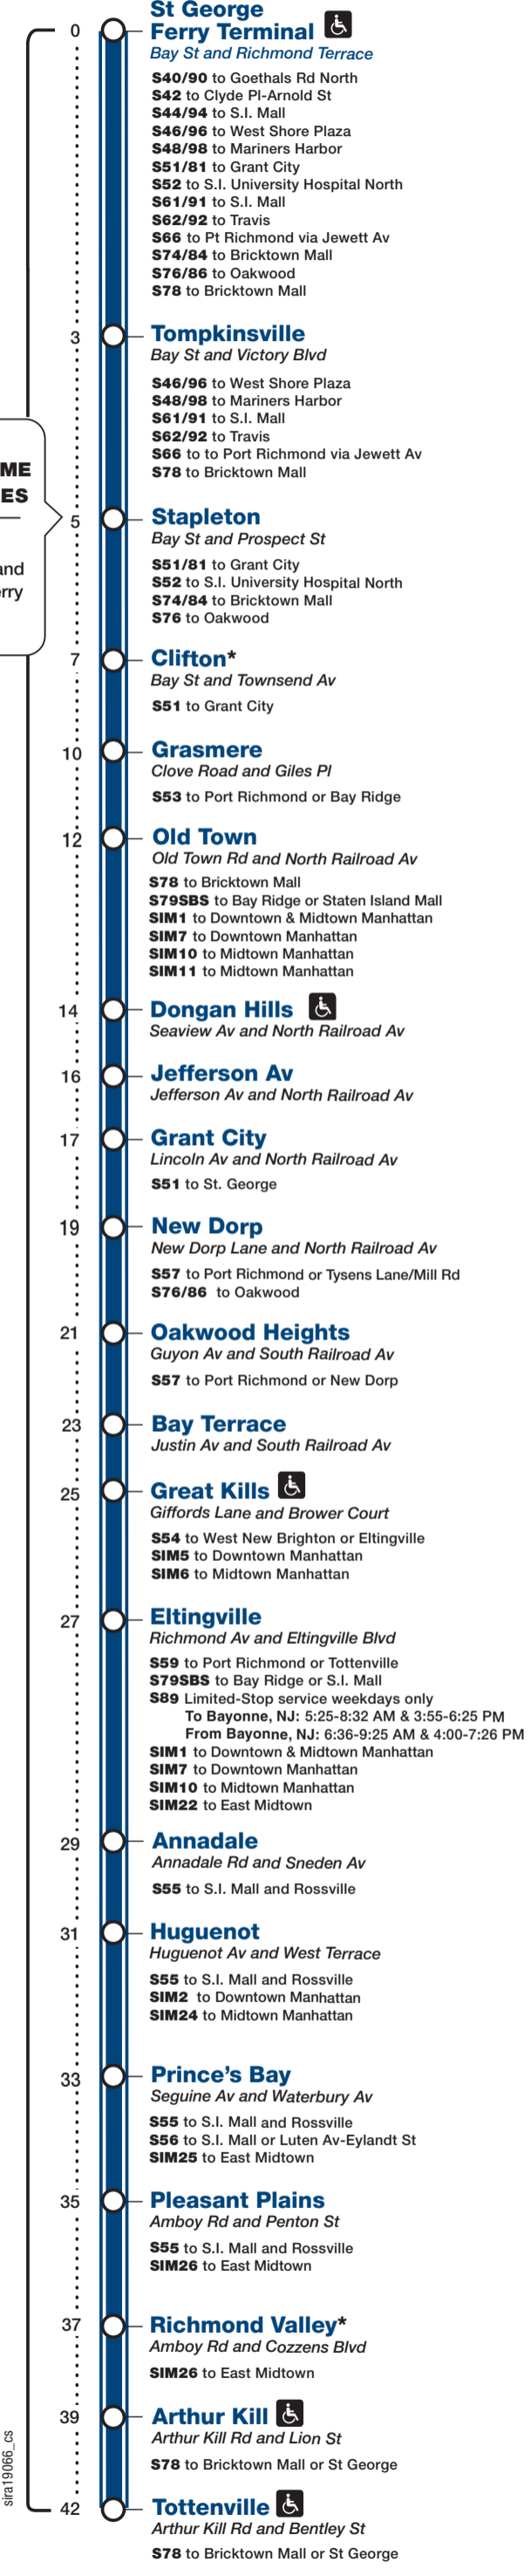 St George
0
Ferry Terminal
Bay St and Richmond Terrace
S40/90 to Goethals Rd North
S42 to Clyde Pl-Arnold St
S44/94 to S.I. Mall
S46/96 to West Shore Plaza
S48/98 to Mariners Harbor
S51/81 to Grant City
S52 to S.I. University Hospital North
S61/91 to S.I. Mall
S62/92 to Travis
S66 to Pt Richmond via Jewett Av
S74/84 to Bricktown Mall
S76/86 to Oakwood
S78 to Bricktown Mall
3 Tompkinsville
Bay St and Victory Blvd
S46/96 to West Shore Plaza
S48/98 to Mariners Harbor
S61/91 to S.I. Mall
S62/92 to Travis
S66 to to Port Richmond via Jewett Av
S78 to Bricktown Mall
ME
ES
and
erry
5 Stapleton
Bay St and Prospect St
S51/81 to Grant City
S52 to S.I. University Hospital North
S74/84 to Bricktown Mall
S76 to Oakwood
7 Clifton*
Bay St and Townsend Av
S51 to Grant City
10 Grasmere
Clove Road and Giles Pl
S53 to Port Richmond or Bay Ridge
12 Old Town
Old Town Rd and North Railroad Av
S78 to Bricktown Mall
S79SBS to Bay Ridge or Staten Island Mall
SIM1 to Downtown & Midtown Manhattan
SIM7 to Downtown Manhattan
SIM10 to Midtown Manhattan
SIM11 to Midtown Manhattan
14 Dongan Hills
Seaview Av and North Railroad Av
16 Jefferson Av
Jefferson Av and North Railroad Av
17 Grant City
Lincoln Av and North Railroad Av
S51 to St. George
19 New Dorp
New Dorp Lane and North Railroad Av
S57 to Port Richmond or Tysens Lane/Mill Rd
S76/86 to Oakwood
21 Oakwood Heights
Guyon Av and South Railroad Av
S57 to Port Richmond or New Dorp
23 Bay Terrace
Justin Av and South Railroad Av
25 Great Kills
Giffords Lane and Brower Court
S54 to West New Brighton or Eltingville
SIM5 to Downtown Manhattan
SIM6 to Midtown Manhattan
27 Eltingville
Richmond Av and Eltingville Blvd
S59 to Port Richmond or Tottenville
S79SBS to Bay Ridge or S.I. Mall
S89 Limited-Stop service weekdays only
To Bayonne, NJ: 5:25-8:32 AM & 3:55-6:25 PM
From Bayonne, NJ: 6:36-9:25 AM & 4:00-7:26 PM
SIM1 to Downtown & Midtown Manhattan
SIM7 to Downtown Manhattan
SIM10 to Midtown Manhattan
SIM22 to East Midtown
29 Annadale
Annadale Rd and Sneden Av
S55 to S.I. Mall and Rossville
31 Huguenot
Huguenot Av and West Terrace
S55 to S.I. Mall and Rossville
SIM2 to Downtown Manhattan
SIM24 to Midtown Manhattan
33 Prince's Bay
Seguine Av and Waterbury Av
S55 to S.I. Mall and Rossville
S56 to S.I. Mall or Luten Av-Eylandt St
SIM25 to East Midtown
35 Pleasant Plains
Amboy Rd and Penton St
S55 to S.I. Mall and Rossville
SIM26 to East Midtown
37 Richmond Valley*
Amboy Rd and Cozzens Blvd
SIM26 to East Midtown
39 Arthur Kill
Arthur Kill Rd and Lion St
S78 to Bricktown Mall or St George
42 Tottenville
Arthur Kill Rd and Bentley St
S78 to Bricktown Mall or St George
sira19066_cs